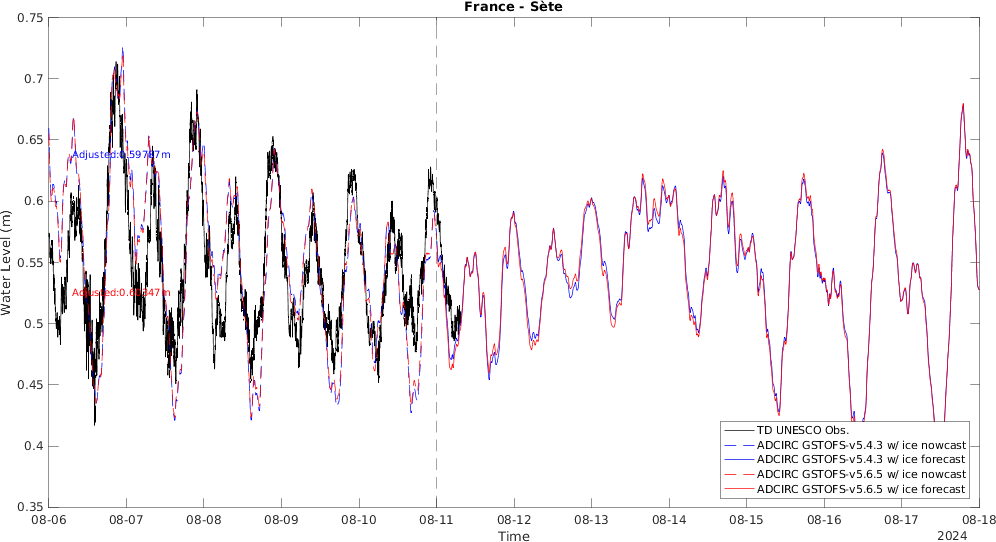 France - Sète
0.75
0.7
0.65
0.6
0.55
0.5
0.45
0.4
0.35
Water Level (m)
TD UNESCO Obs.
ADCIRC GSTOFS-v5.4.3 w/ ice nowcast
ADCIRC GSTOFS-v5.4.3 w/ ice forecast
ADCIRC GSTOFS-v5.6.5 w/ ice nowcast
ADCIRC GSTOFS-v5.6.5 w/ ice forecast
08-06 08-07 08-08 08-09 08-10 08-11 08-12 08-13 08-14 08-15 08-16 08-17 08-18
Time
2024